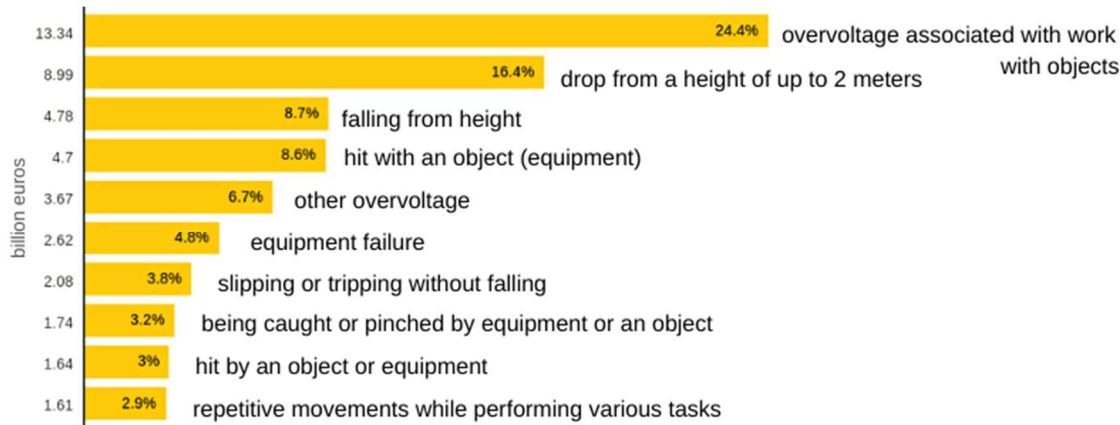 13.34 24.4% overvoltage associated with work
with objects
8.99 16.4% drop from a height of up to 2 meters
4.78 8.7% falling from height
4.7 8.6% hit with an object (equipment)
3.67 6.7% other overvoltage
2.62 4.8% equipment failure
2.08 3.8% slipping or tripping without falling
1.74 3.2% being caught or pinched by equipment or an object
1.64 3% hit by an object or equipment
1.61 2.9% repetitive movements while performing various tasks
billion euros